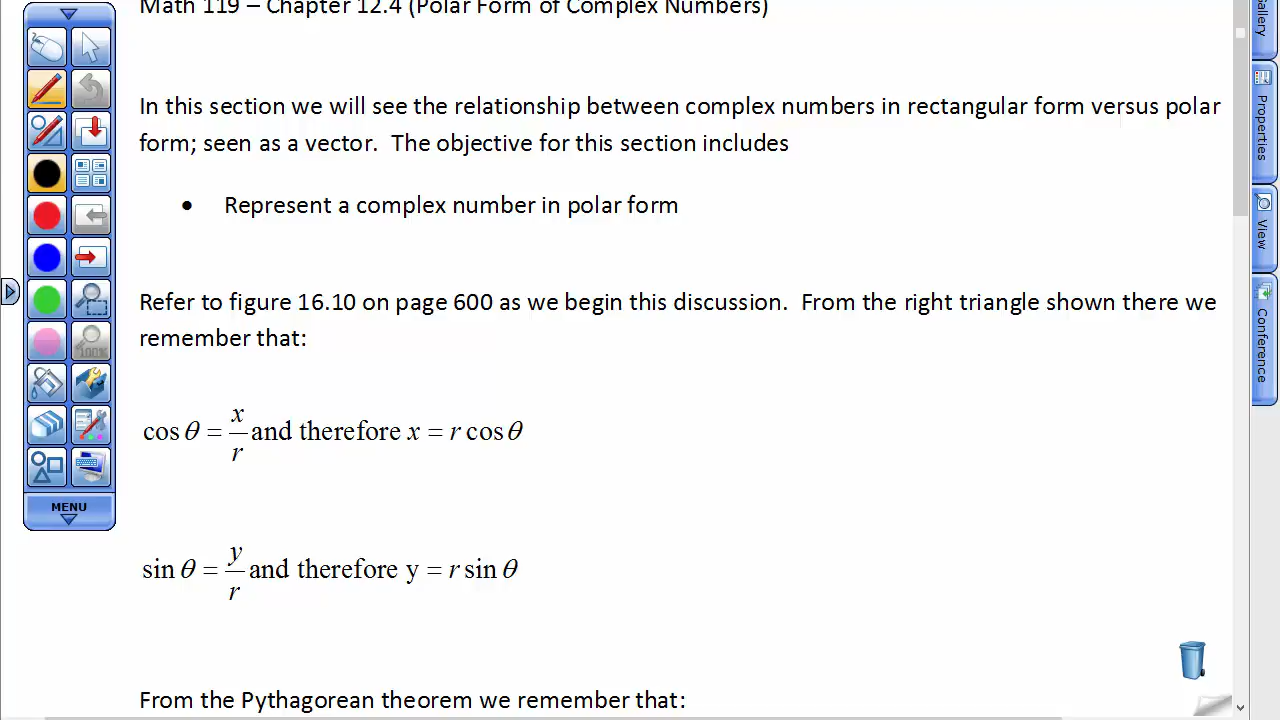 Math 119 – Chapter 12.4 (Polar Form of Complex Numbers)
In this section we will see the relationship between complex numbers in rectangular form versus polar
form; seen as a vector. The objective for this section includes
• Represent a complex number in polar form
Refer to figure 16.10 on page 600 as we begin this discussion. From the right triangle shown there we
remember that:
cos θ = x/r and therefore x = r cos θ
sin θ = y/r and therefore y = r sin θ
From the Pythagorean theorem we remember that:
MENU
100%
Gallery
Properties
View
Conference